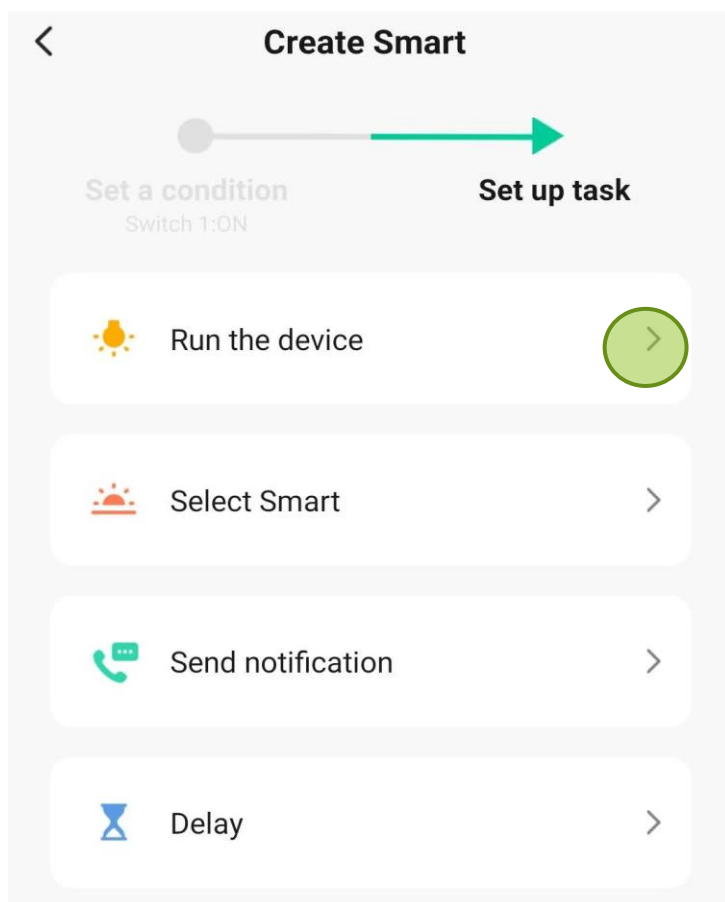 Create Smart
Set a condition
Set up task
Switch 1:ON
Run the device
Select Smart
Send notification
Delay